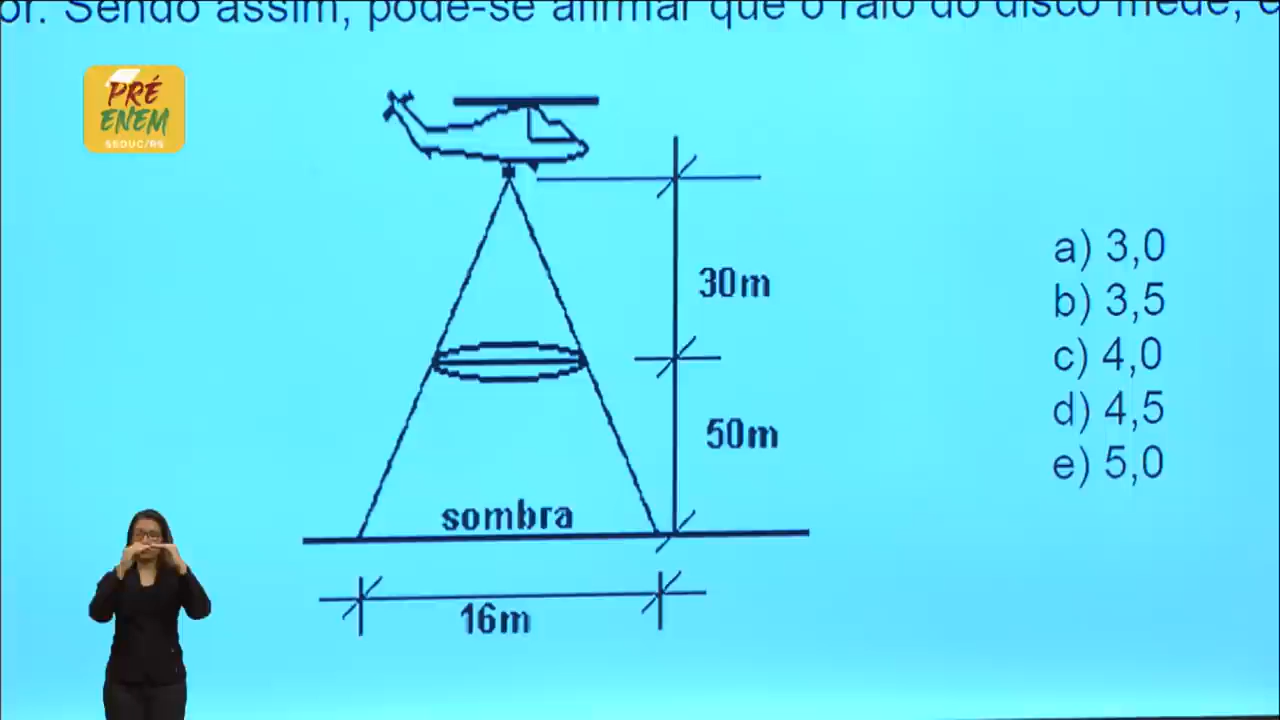 or. Sendo assim, pode-se afirmar que o raio do disco mede,
PRÉ
ENEM
SEDUC/RS
30m
50m
sombra
16m
a) 3,0
b) 3,5
c) 4,0
d) 4,5
e) 5,0